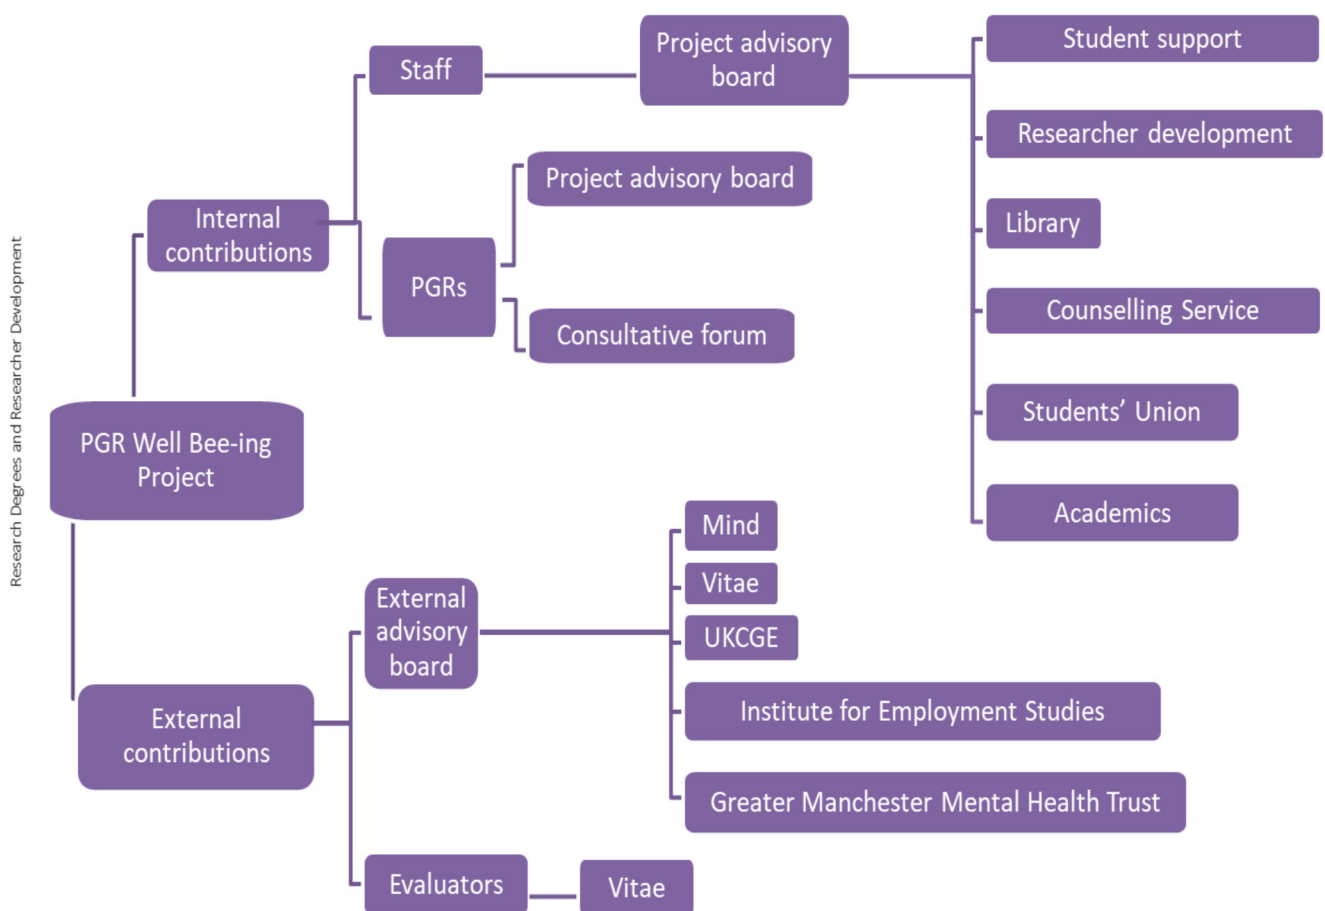 Research Degrees and Researcher Development
PGR Well Bee-ing
Project
Internal
contributions
Staff
Project advisory
board
Student support
Researcher development
Library
Counselling Service
Students’ Union
Academics
PGRs
Project advisory board
Consultative forum
External
contributions
External
advisory
board
Mind
Vitae
UKCGE
Institute for Employment Studies
Greater Manchester Mental Health Trust
Evaluators
Vitae